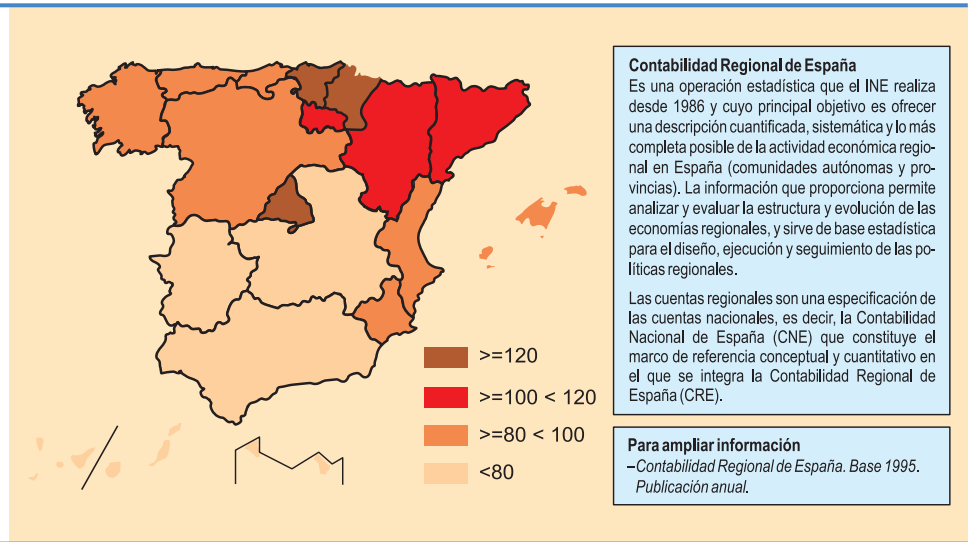 Contabilidad Regional de España
Es una operación estadística que el INE realiza
desde 1986 y cuyo principal objetivo es ofrecer
una descripción cuantificada, sistemática y lo más
completa posible de la actividad económica regio-
nal en España (comunidades autónomas y pro-
vincias). La información que proporciona permite
analizar y evaluar la estructura y evolución de las
economías regionales, y sirve de base estadística
para el diseño, ejecución y seguimiento de las po-
líticas regionales.
Las cuentas regionales son una especificación de
las cuentas nacionales, es decir, la Contabilidad
Nacional de España (CNE) que constituye el
marco de referencia conceptual y cuantitativo en
el que se integra la Contabilidad Regional de
España (CRE).
>=120
>=100 < 120
>=80 < 100
<80
Para ampliar información
–Contabilidad Regional de España. Base 1995.
Publicación anual.